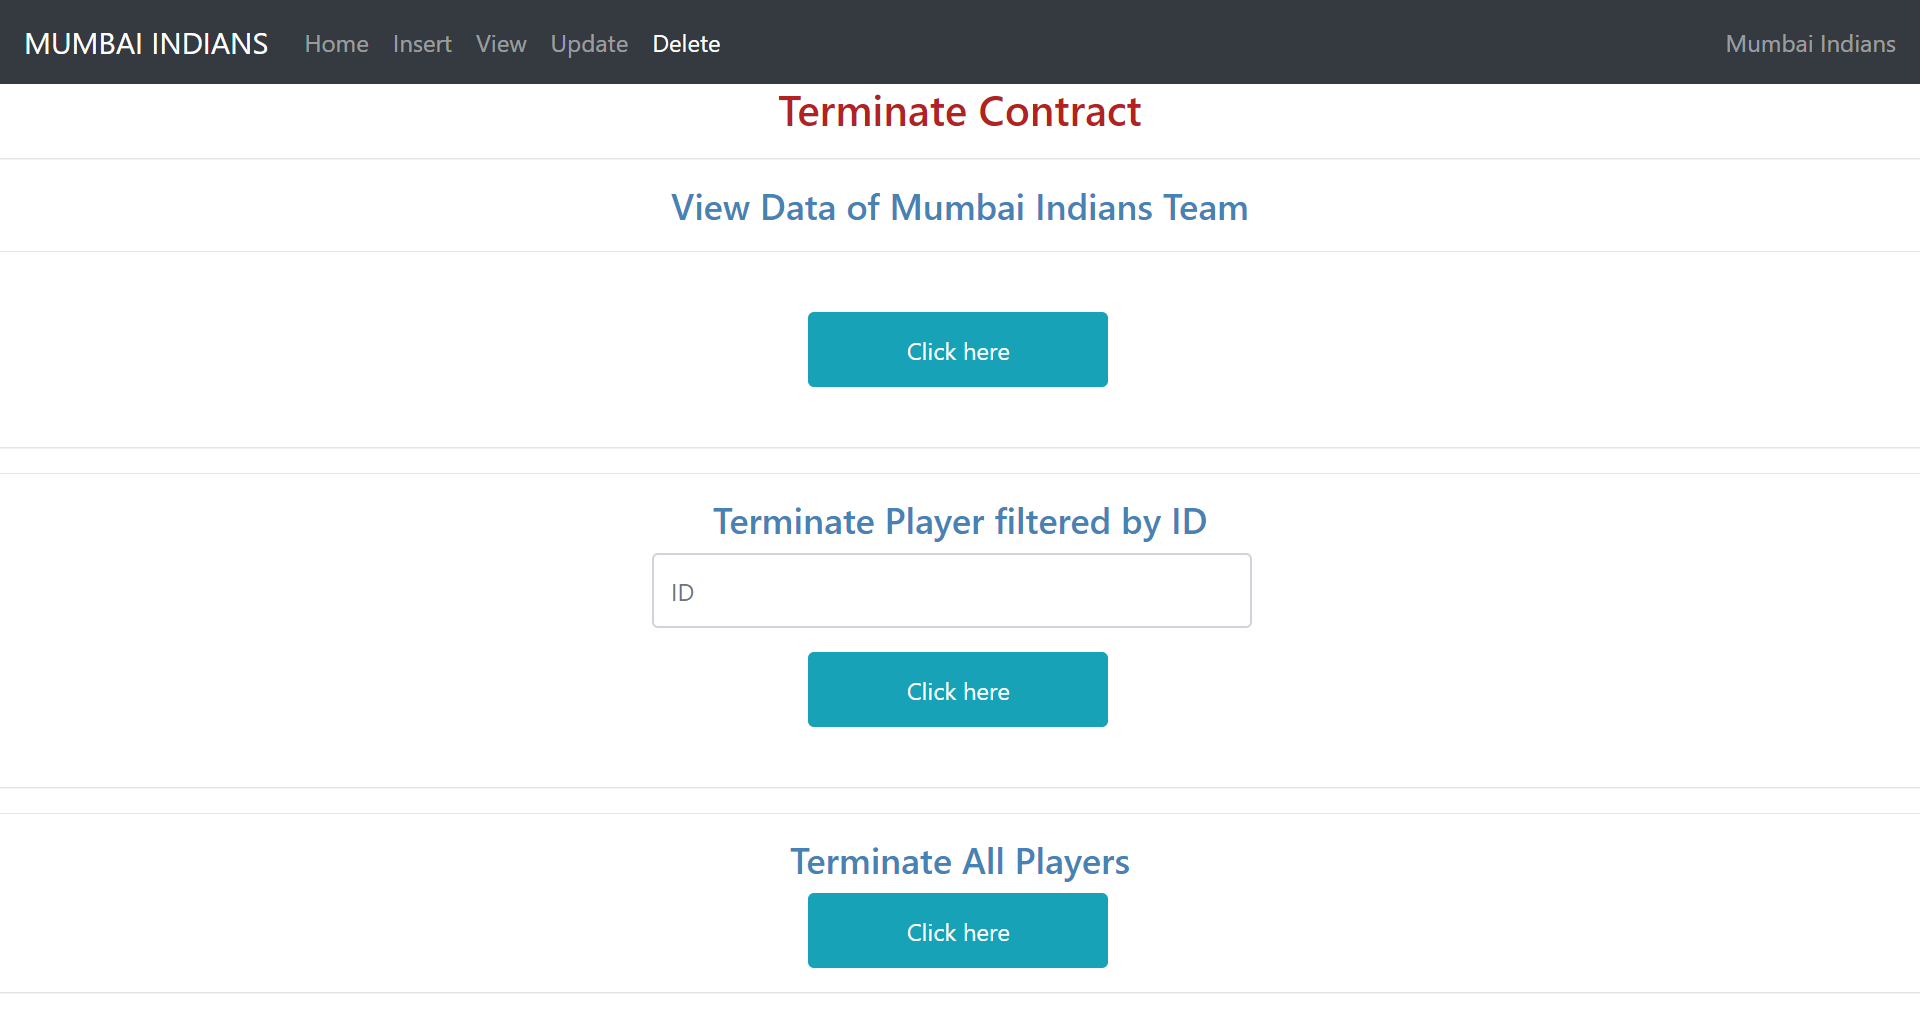 MUMBAI INDIANS Home Insert View Update Delete Mumbai Indians
Terminate Contract
View Data of Mumbai Indians Team
Click here
Terminate Player filtered by ID
ID
Click here
Terminate All Players
Click here